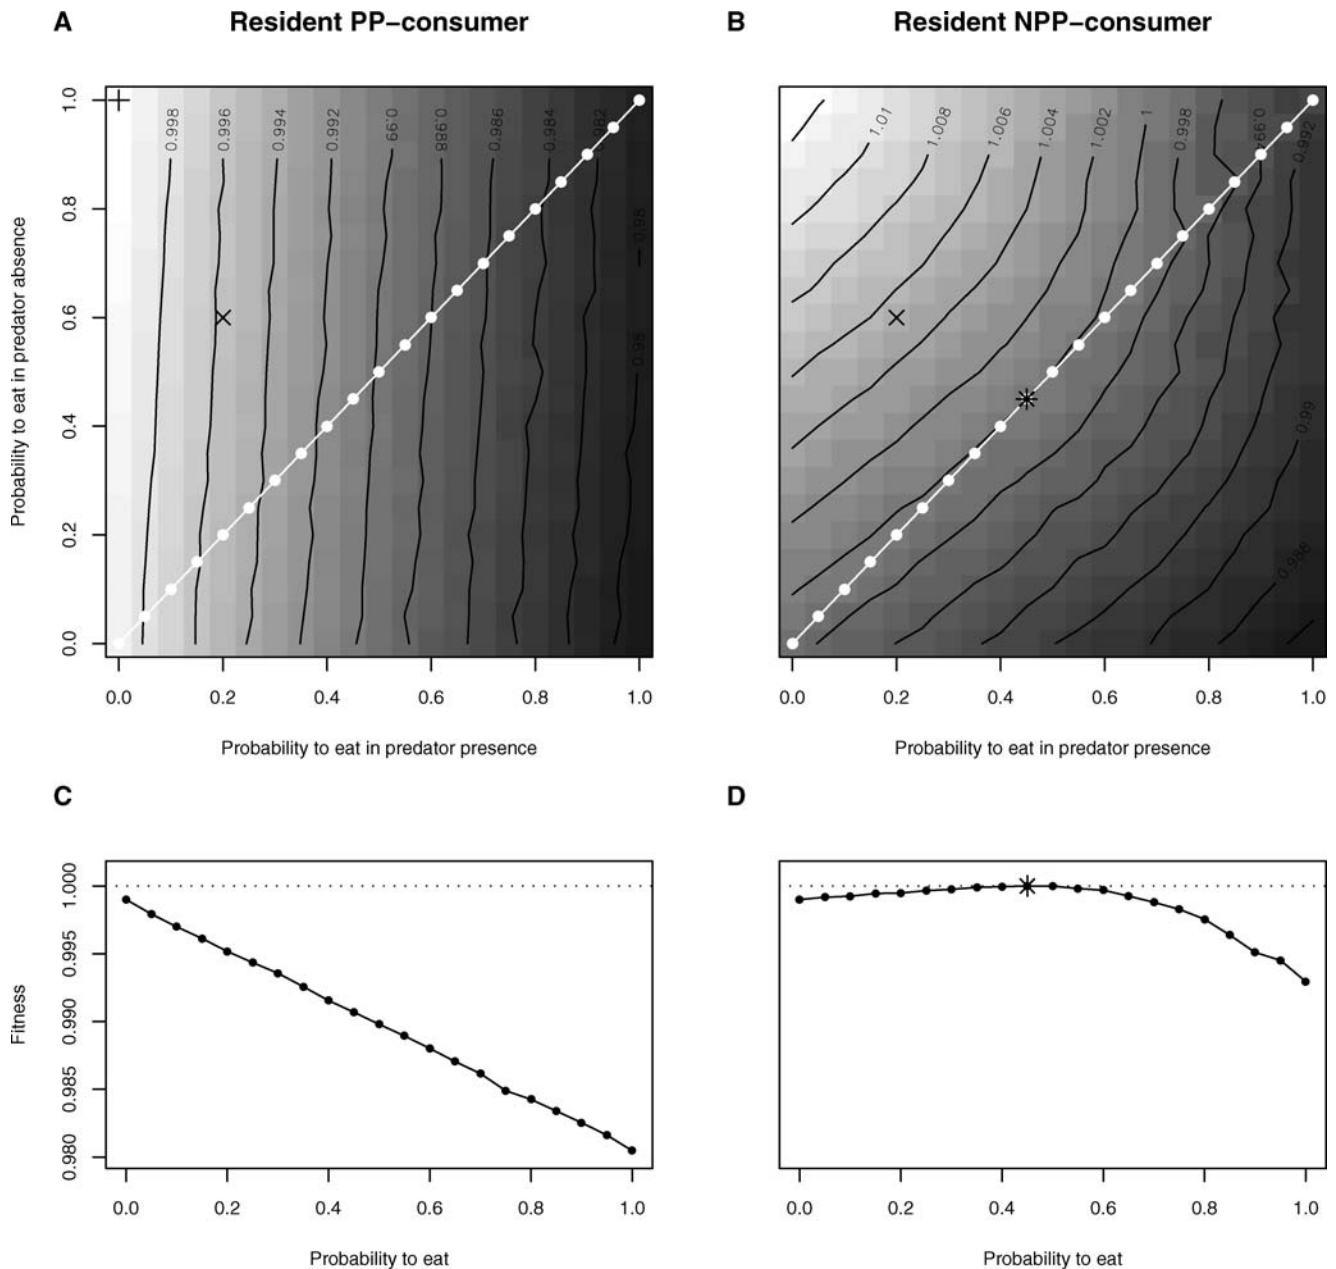 A Resident PP−consumer
B Resident NPP−consumer
Probability to eat in predator absence
1.0
0.8
0.6
0.4
0.2
0.0
0.998
0.996
0.994
0.992
0.99
0.988
0.986
0.984
0.982
0.98
0.98
0.0 0.2 0.4 0.6 0.8 1.0
Probability to eat in predator presence
1.01
1.008
1.006
1.004
1.002
1
0.998
0.994
0.992
0.99
0.988
0.0 0.2 0.4 0.6 0.8 1.0
Probability to eat in predator presence
C
D
Fitness
1.000
0.995
0.990
0.985
0.980
0.0 0.2 0.4 0.6 0.8 1.0
Probability to eat
0.0 0.2 0.4 0.6 0.8 1.0
Probability to eat